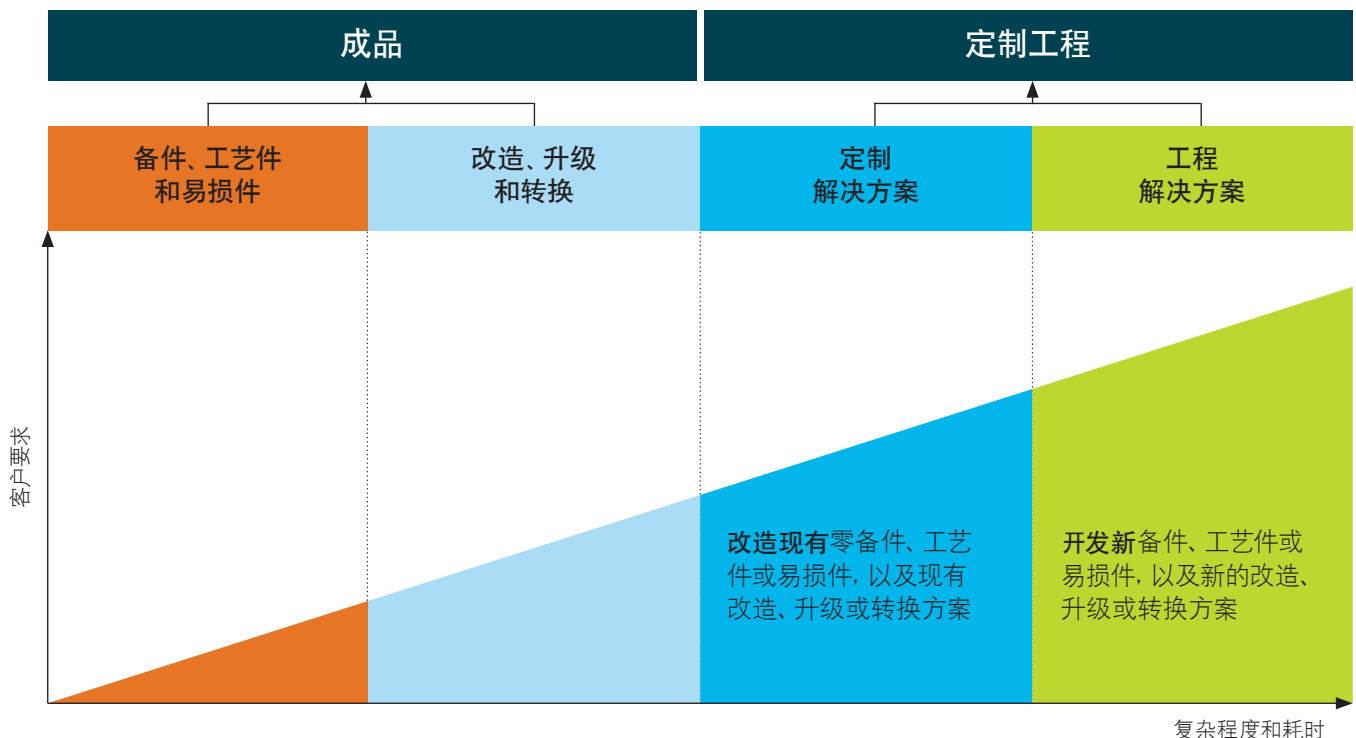 成品
定制工程
备件、工艺件
和易损件
改造、升级
和转换
定制
解决方案
工程
解决方案
客户要求
改造现有零备件、工艺
件或易损件，以及现有
改造、升级或转换方案
开发新备件、工艺件或
易损件，以及新的改造、
升级或转换方案
复杂程度和耗时